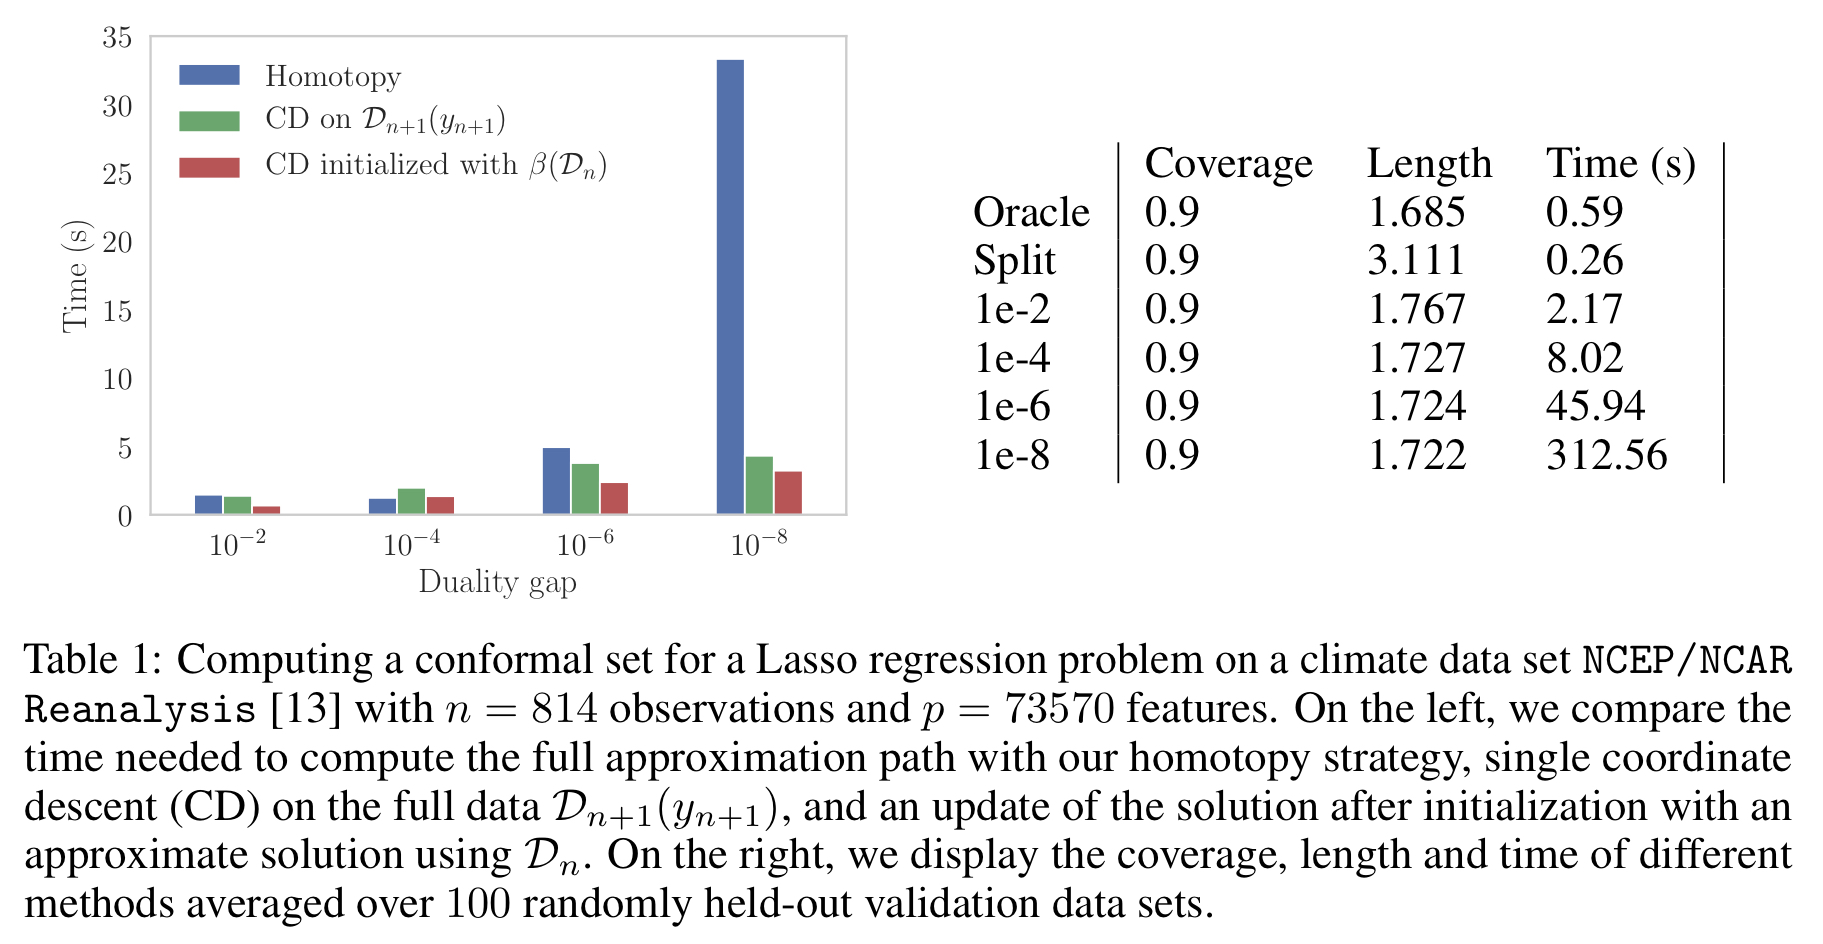 35
30
25
20
15
10
5
0
Time (s)
Homotopy
CD on 𝒟ₙ₊₁(yₙ₊₁)
CD initialized with β(𝒟ₙ)
10⁻² 10⁻⁴ 10⁻⁶ 10⁻⁸
Duality gap
Coverage Length Time (s)
Oracle 0.9 1.685 0.59
Split 0.9 3.111 0.26
1e-2 0.9 1.767 2.17
1e-4 0.9 1.727 8.02
1e-6 0.9 1.724 45.94
1e-8 0.9 1.722 312.56
Table 1: Computing a conformal set for a Lasso regression problem on a climate data set NCEP/NCAR
Reanalysis [13] with n = 814 observations and p = 73570 features. On the left, we compare the
time needed to compute the full approximation path with our homotopy strategy, single coordinate
descent (CD) on the full data 𝒟ₙ₊₁(yₙ₊₁), and an update of the solution after initialization with an
approximate solution using 𝒟ₙ. On the right, we display the coverage, length and time of different
methods averaged over 100 randomly held-out validation data sets.